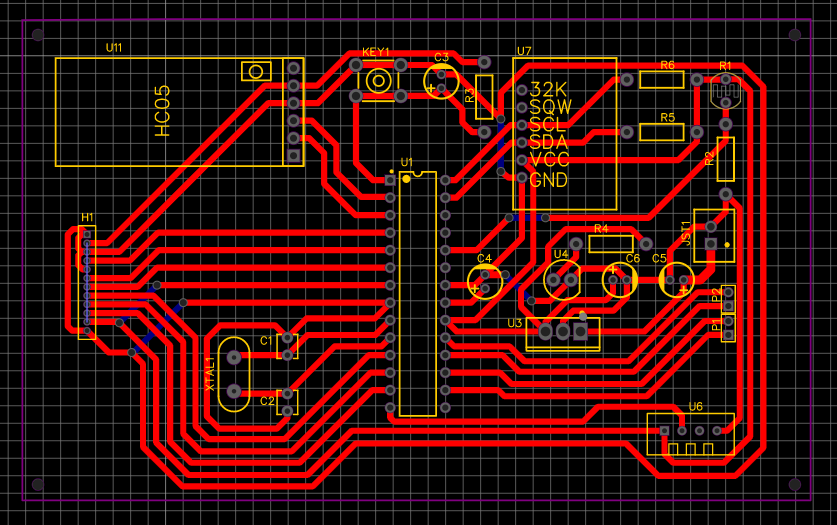 U11
HC05
KEY1
C3
R3
U7
32K
SQW
SCL
SDA
VCC
GND
R6
R1
R5
R2
U1
H1
JST1
R4
C4
U4
C6
C5
P2
P1
U3
C1
XTAL1
C2
U6